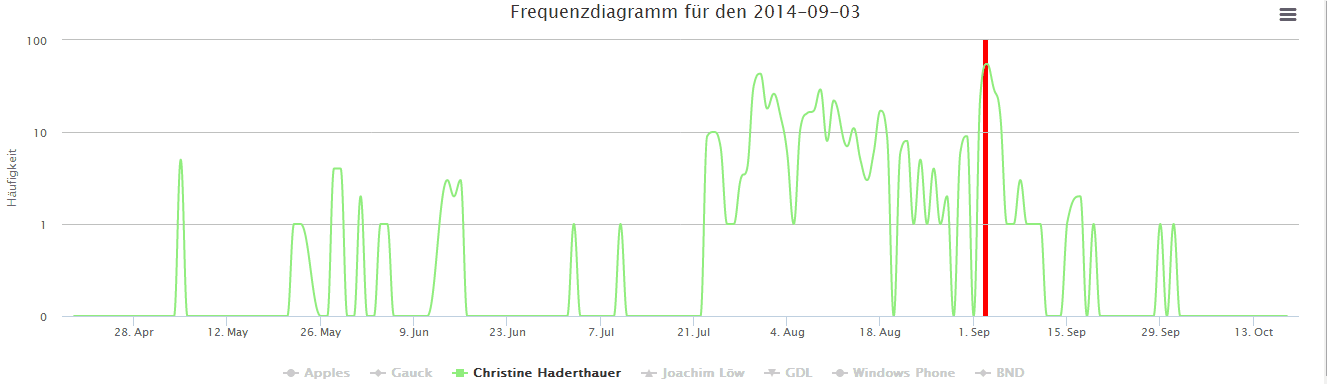 Frequenzdiagramm für den 2014-09-03
100
10
1
0
Häufigkeit
28. Apr 12. May 26. May 9. Jun 23. Jun 7. Jul 21. Jul 4. Aug 18. Aug 1. Sep 15. Sep 29. Sep 13. Oct
Apples Gauck Christine Haderthauer Joachim Löw GDL Windows Phone BND